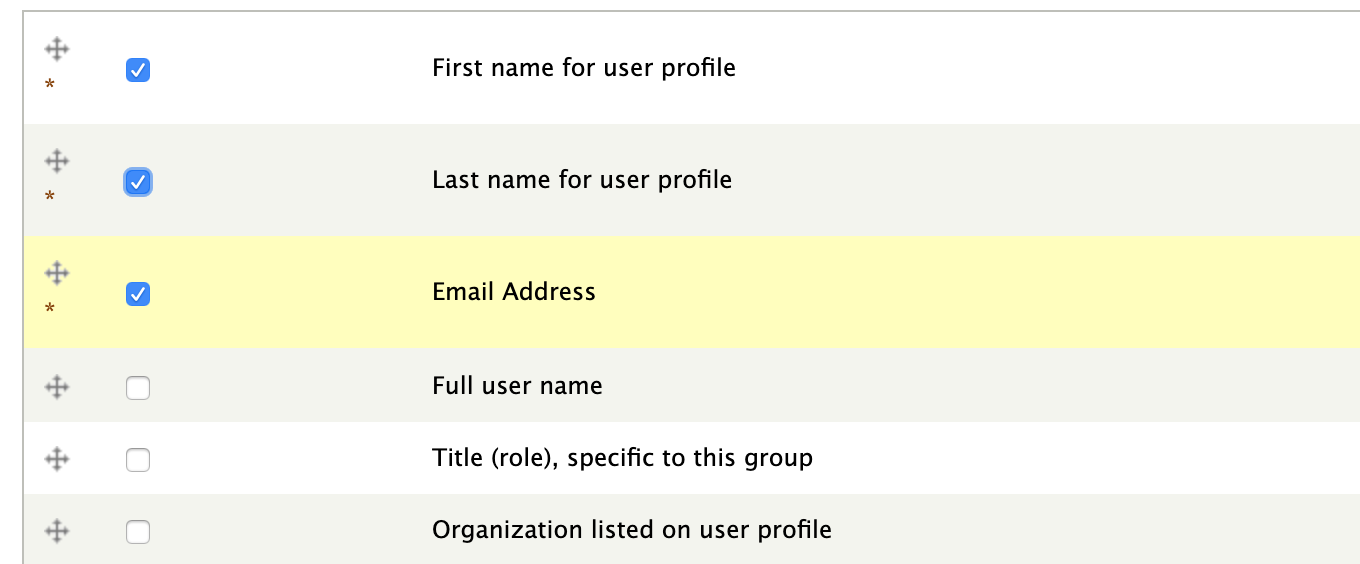 *
First name for user profile
*
Last name for user profile
*
Email Address
Full user name
Title (role), specific to this group
Organization listed on user profile